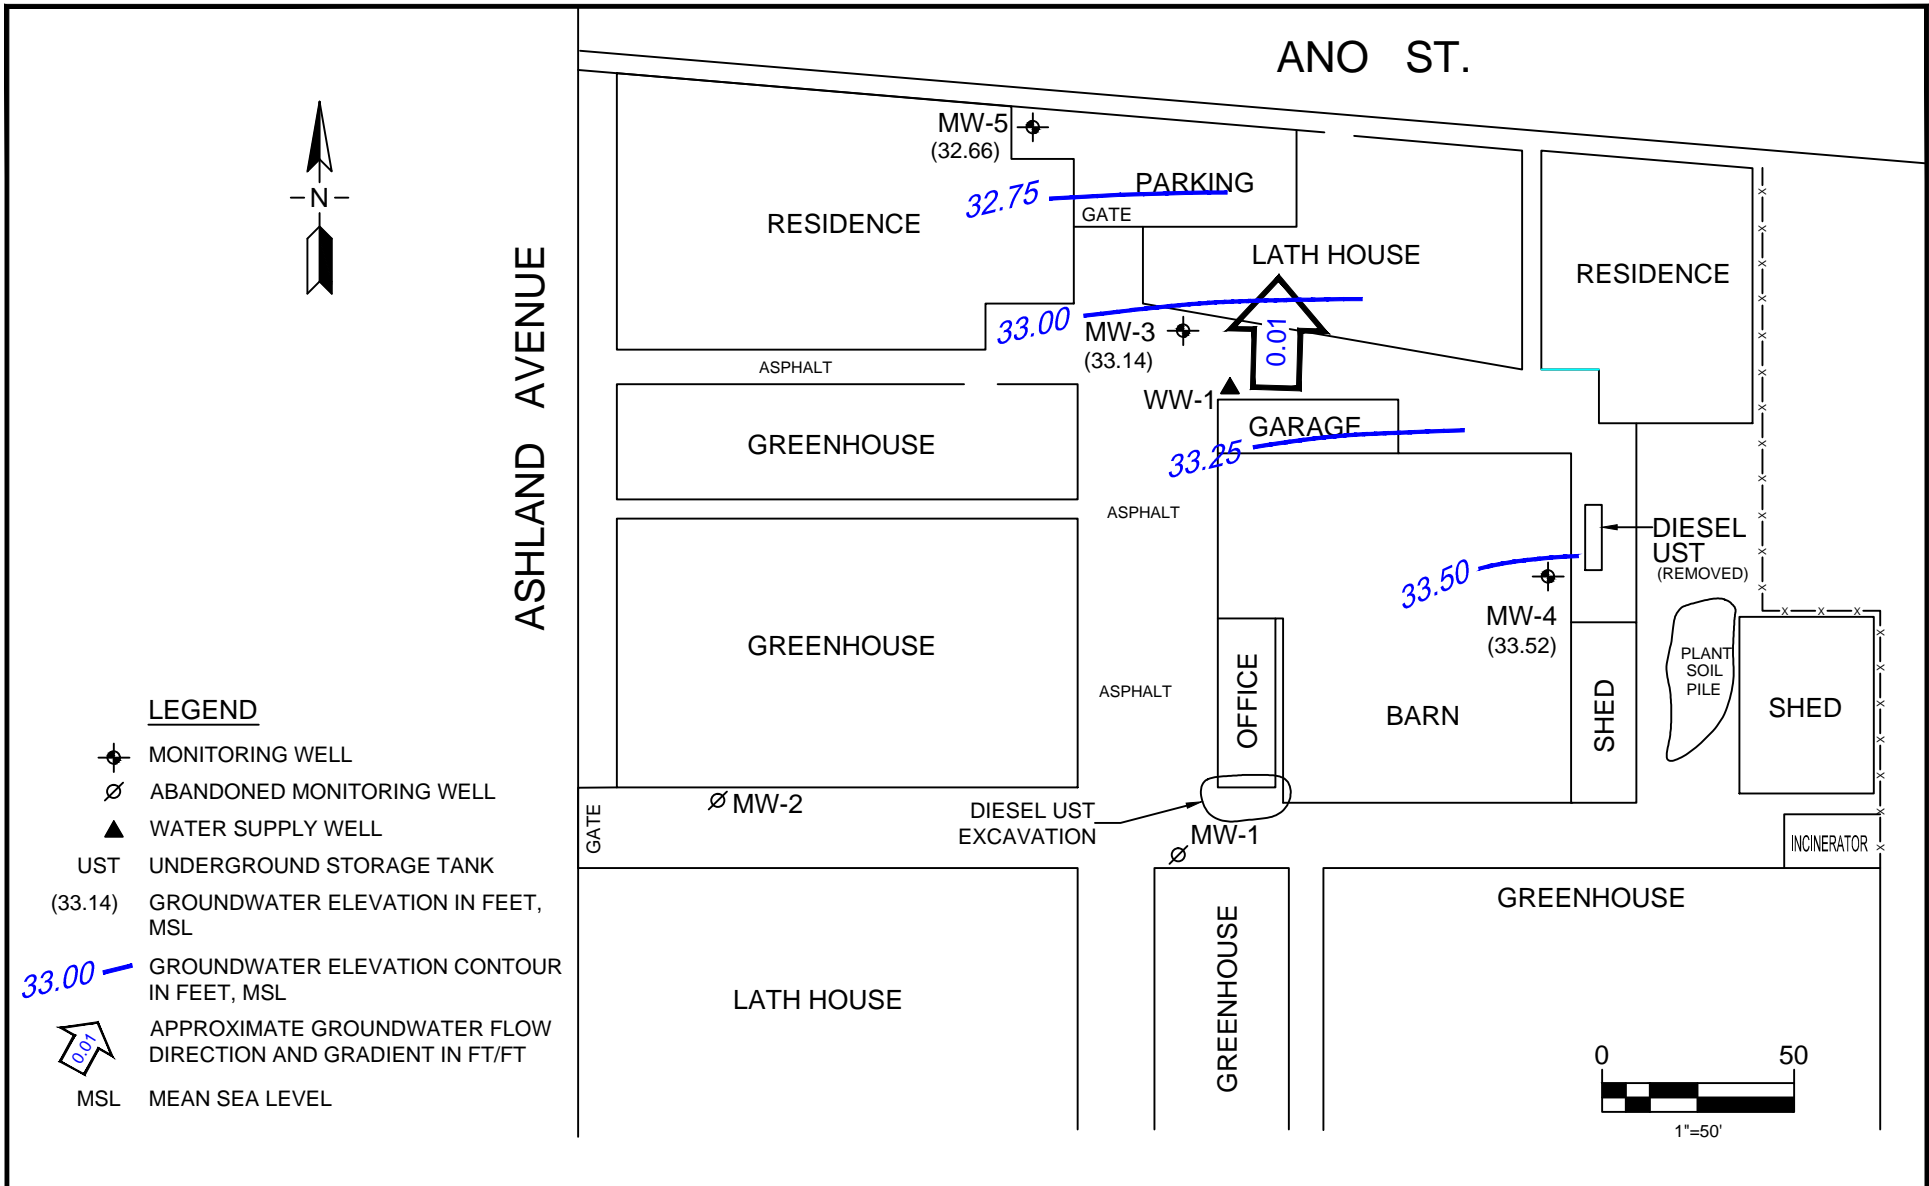 ANO ST.
MW-5
(32.66)
N
32.75
PARKING
GATE
RESIDENCE
LATH HOUSE
RESIDENCE
ASHLAND AVENUE
33.00
MW-3
(33.14)
0.01
ASPHALT
WW-1
GARAGE
33.25
GREENHOUSE
ASPHALT
DIESEL
UST
(REMOVED)
33.50
MW-4
(33.52)
GREENHOUSE
ASPHALT
OFFICE
BARN
SHED
PLANT
SOIL
PILE
SHED
LEGEND
MONITORING WELL
ABANDONED MONITORING WELL
WATER SUPPLY WELL
UST UNDERGROUND STORAGE TANK
(33.14) GROUNDWATER ELEVATION IN FEET,
MSL
33.00 GROUNDWATER ELEVATION CONTOUR
IN FEET, MSL
0.01 APPROXIMATE GROUNDWATER FLOW
DIRECTION AND GRADIENT IN FT/FT
MSL MEAN SEA LEVEL
GATE
MW-2
DIESEL UST
EXCAVATION
MW-1
INCINERATOR
LATH HOUSE
GREENHOUSE
GREENHOUSE
0 50
1"=50'